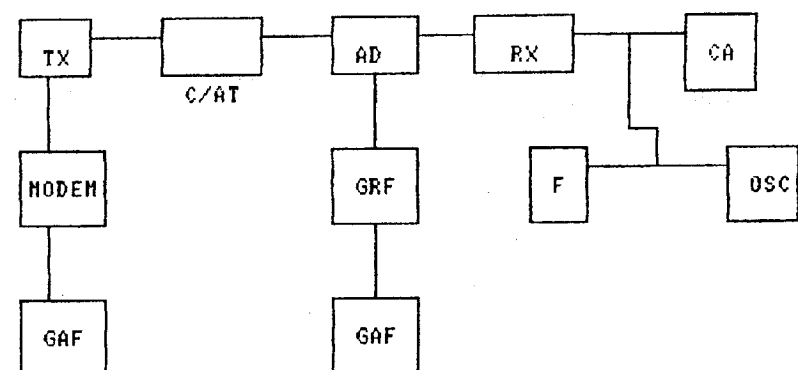 TX
AD
RX
CA
C/AT
MODEM
GRF
F
OSC
GAF
GAF